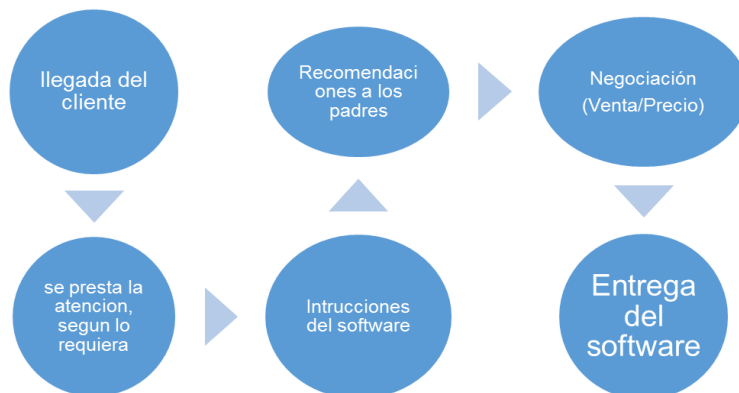 llegada del
cliente
se presta la
atencion,
segun lo
requiera
Intrucciones
del software
Recomendaci
ones a los
padres
Negociación
(Venta/Precio)
Entrega
del
software